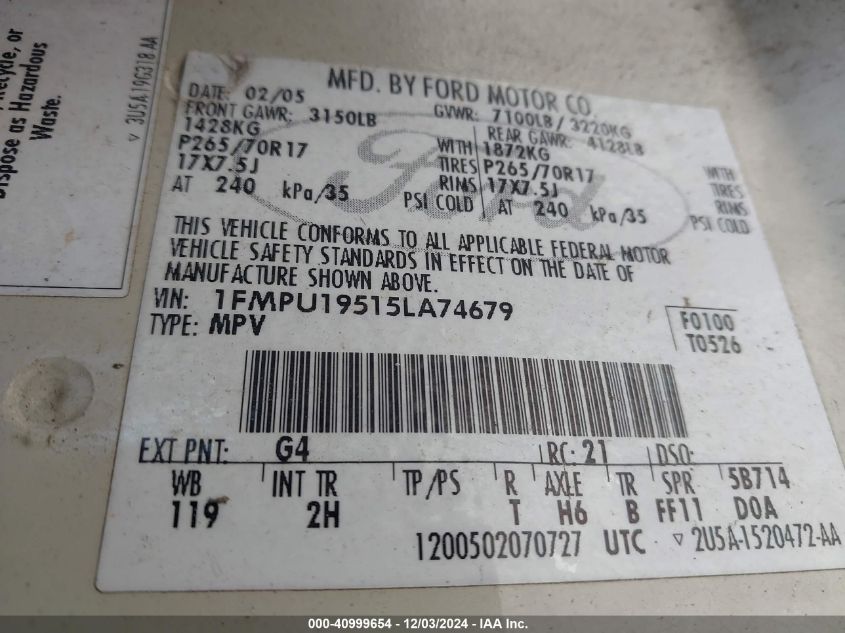 Recycle, or
Dispose as Hazardous
Waste.
▽ 3U5A19G318 AA
MFD. BY FORD MOTOR CO.
DATE: 02/05 GVWR: 7100LB / 3220KG
FRONT GAWR: 3150LB REAR GAWR: 4128LB
1428KG WITH 1872KG WITH
P265/70R17 TIRES P265/70R17 TIRES
17X7.5J RIMS 17X7.5J RIMS
AT 240 kPa/35 PSI COLD AT 240 kPa/35 PSI COLD
Ford
THIS VEHICLE CONFORMS TO ALL APPLICABLE FEDERAL MOTOR
VEHICLE SAFETY STANDARDS IN EFFECT ON THE DATE OF
MANUFACTURE SHOWN ABOVE.
VIN: 1FMPU19515LA74679
TYPE: MPV
F0100
T0526
EXT PNT: G4 RC: 21 DSO:
WB INT TR TP/PS R AXLE TR SPR 5B714
119 2H T H6 B FF11 D0A
1200502070727 UTC ▽ 2U5A-1520472-AA
000-40999654 - 12/03/2024 - IAA Inc.